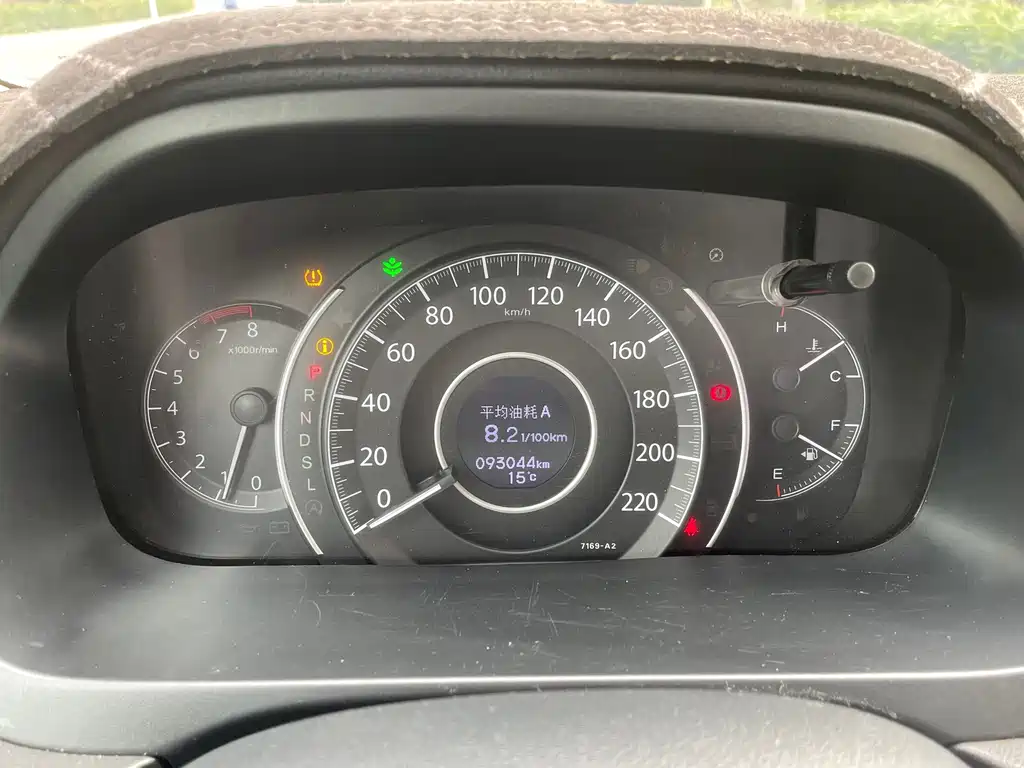 8
7
6
5
4
3
2
1
0
x1000r/min
P
R
N
D
S
L
A
0
20
40
60
80
100
120
140
160
180
200
220
km/h
平均油耗 A
8.2 l/100km
093044km
15℃
7169-A2
H
C
F
E